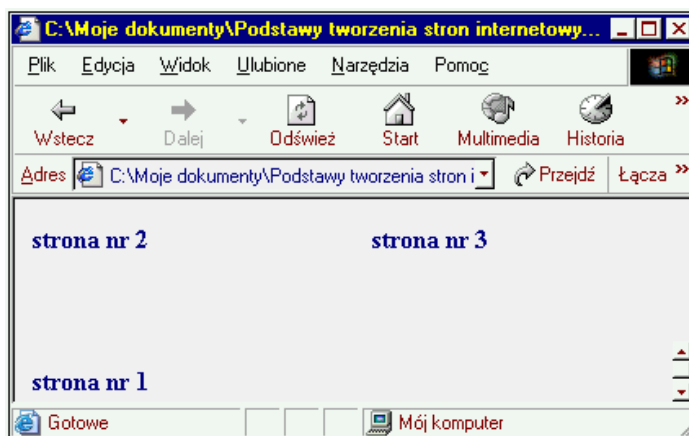 C:\Moje dokumenty\Podstawy tworzenia stron internetowy...
Plik Edycja Widok Ulubione Narzędzia Pomoc
Wstecz Dalej Odśwież Start Multimedia Historia
Adres C:\Moje dokumenty\Podstawy tworzenia stron i Przejdź Łącza
strona nr 2 strona nr 3
strona nr 1
Gotowe Mój komputer